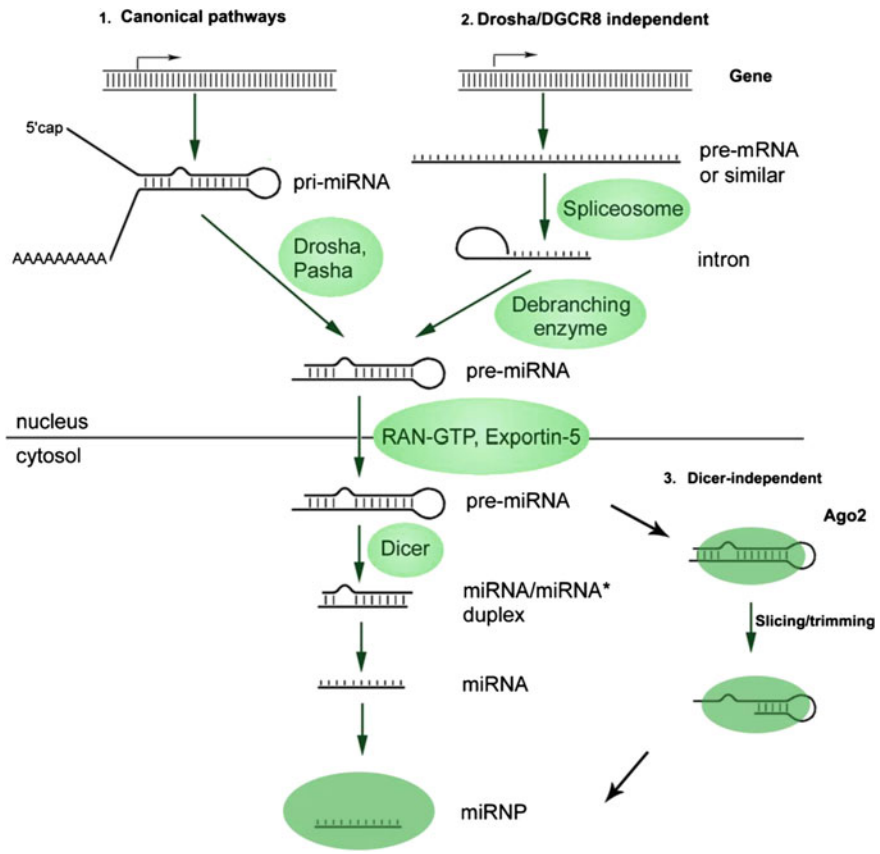 1. Canonical pathways
2. Drosha/DGCR8 independent
Gene
5'cap
pri-miRNA
AAAAAAAAA
Drosha,
Pasha
pre-mRNA
or similar
Spliceosome
intron
Debranching
enzyme
pre-miRNA
nucleus
cytosol
RAN-GTP, Exportin-5
pre-miRNA
3. Dicer-independent
Ago2
Dicer
miRNA/miRNA*
duplex
Slicing/trimming
miRNA
miRNP